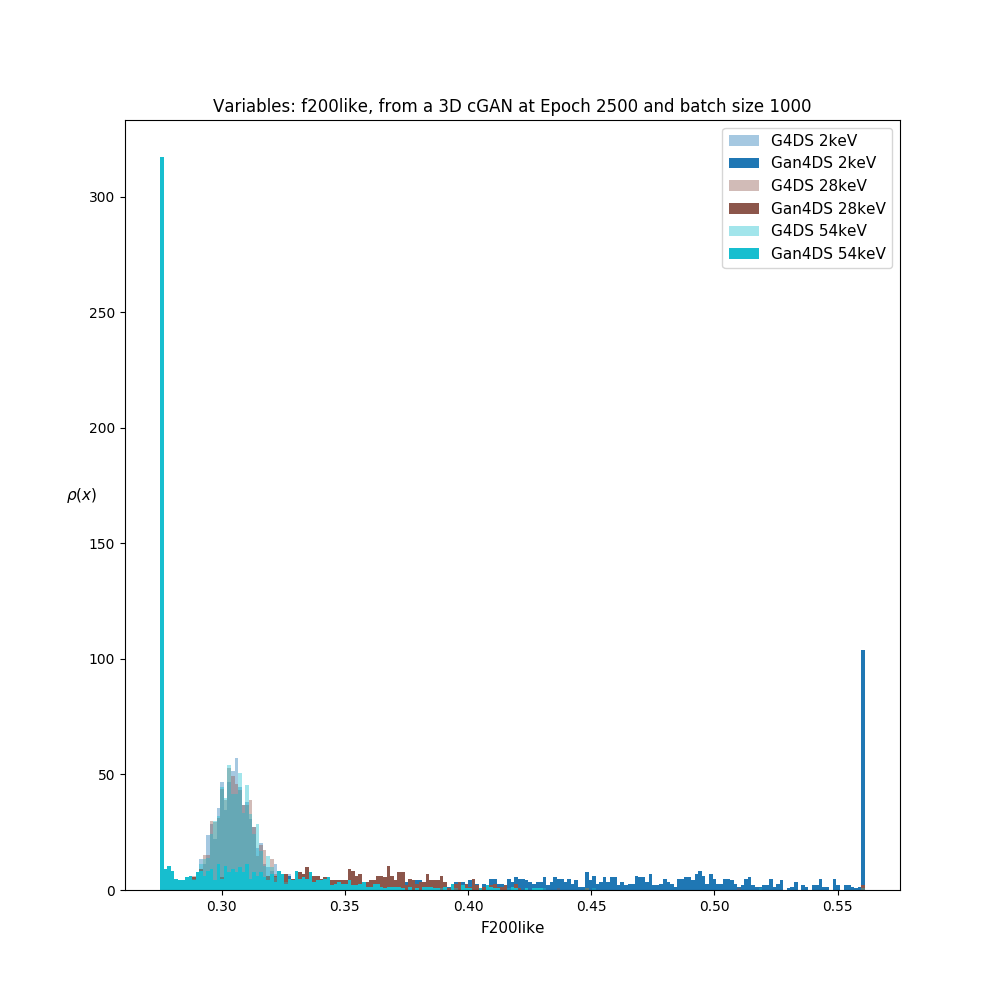 Variables: f200like, from a 3D cGAN at Epoch 2500 and batch size 1000
G4DS 2keV
Gan4DS 2keV
G4DS 28keV
Gan4DS 28keV
G4DS 54keV
Gan4DS 54keV
300
250
200
150
100
50
0
ρ(x)
0.30 0.35 0.40 0.45 0.50 0.55
F200like